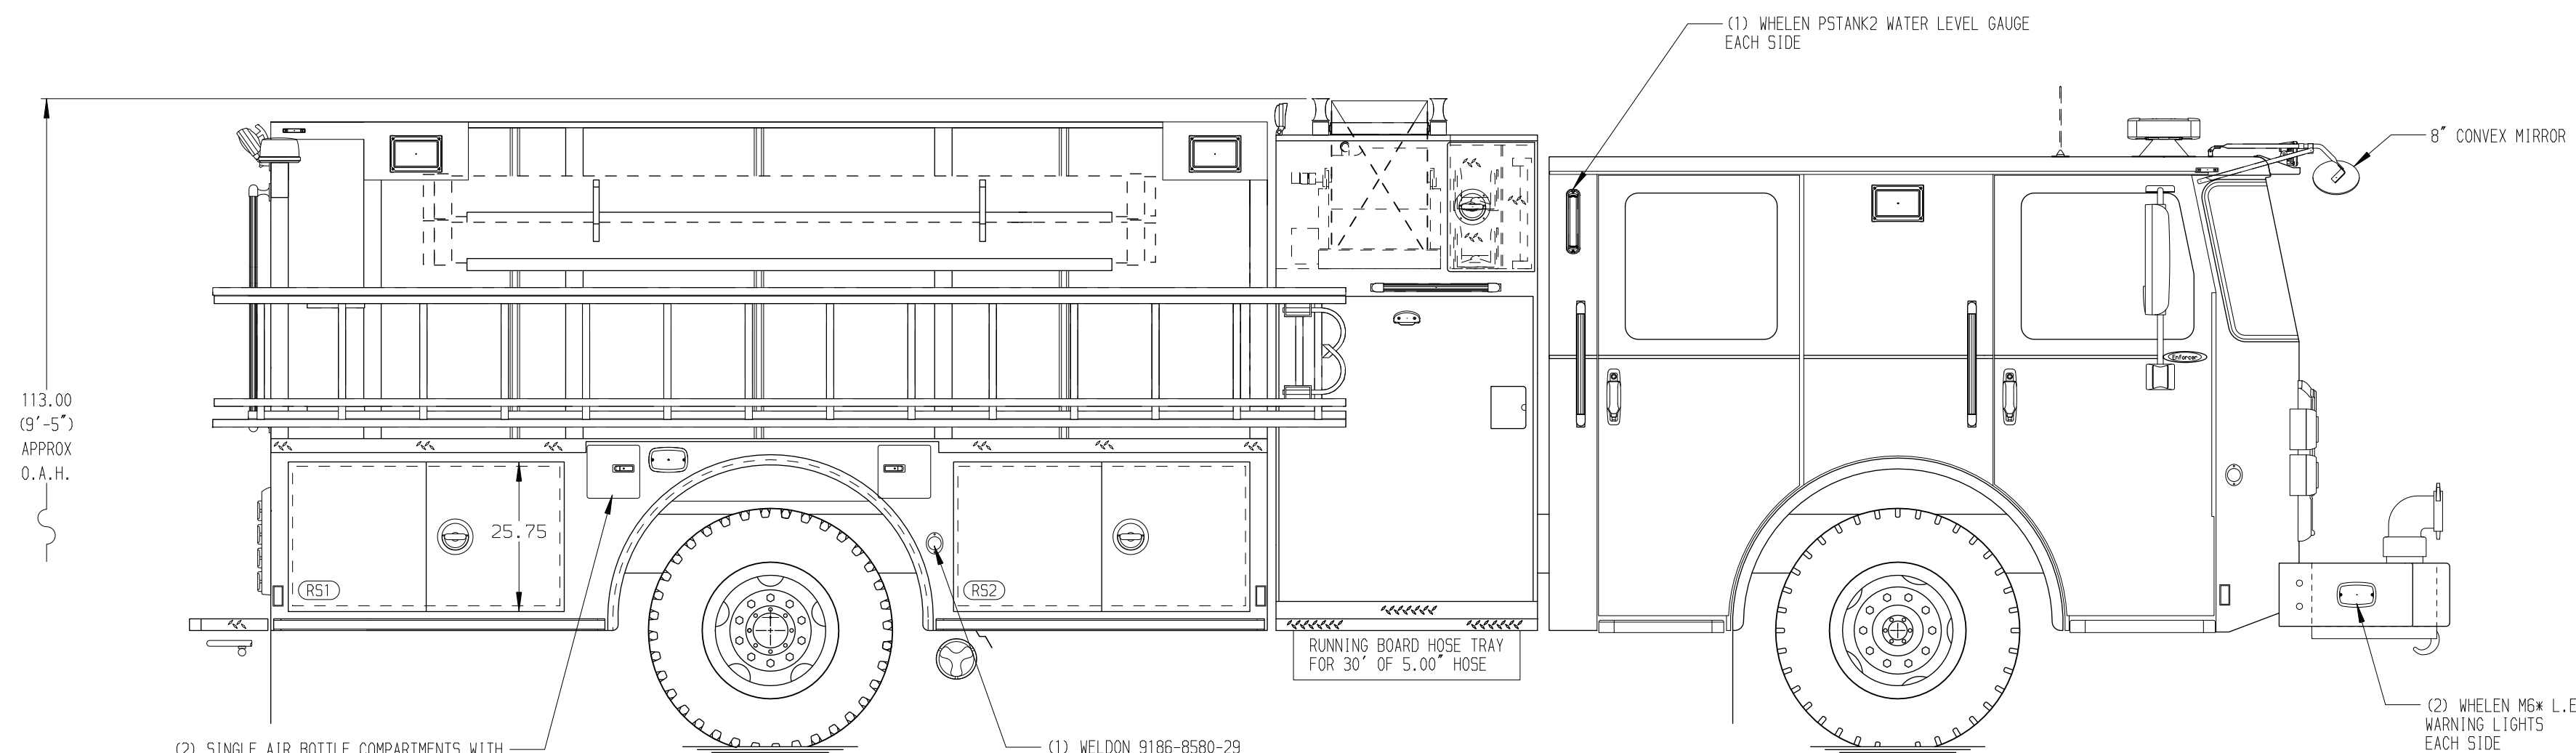 (1) WHELEN PSTANK2 WATER LEVEL GAUGE
EACH SIDE
8" CONVEX MIRROR
113.00
(9'-5")
APPROX
O.A.H.
Enforcer
25.75
RS1
RS2
RUNNING BOARD HOSE TRAY
FOR 30' OF 5.00" HOSE
(2) WHELEN M6* L.E
WARNING LIGHTS
EACH SIDE
(2) SINGLE AIR BOTTLE COMPARTMENTS WITH
(1) WELDON 9186-8580-29